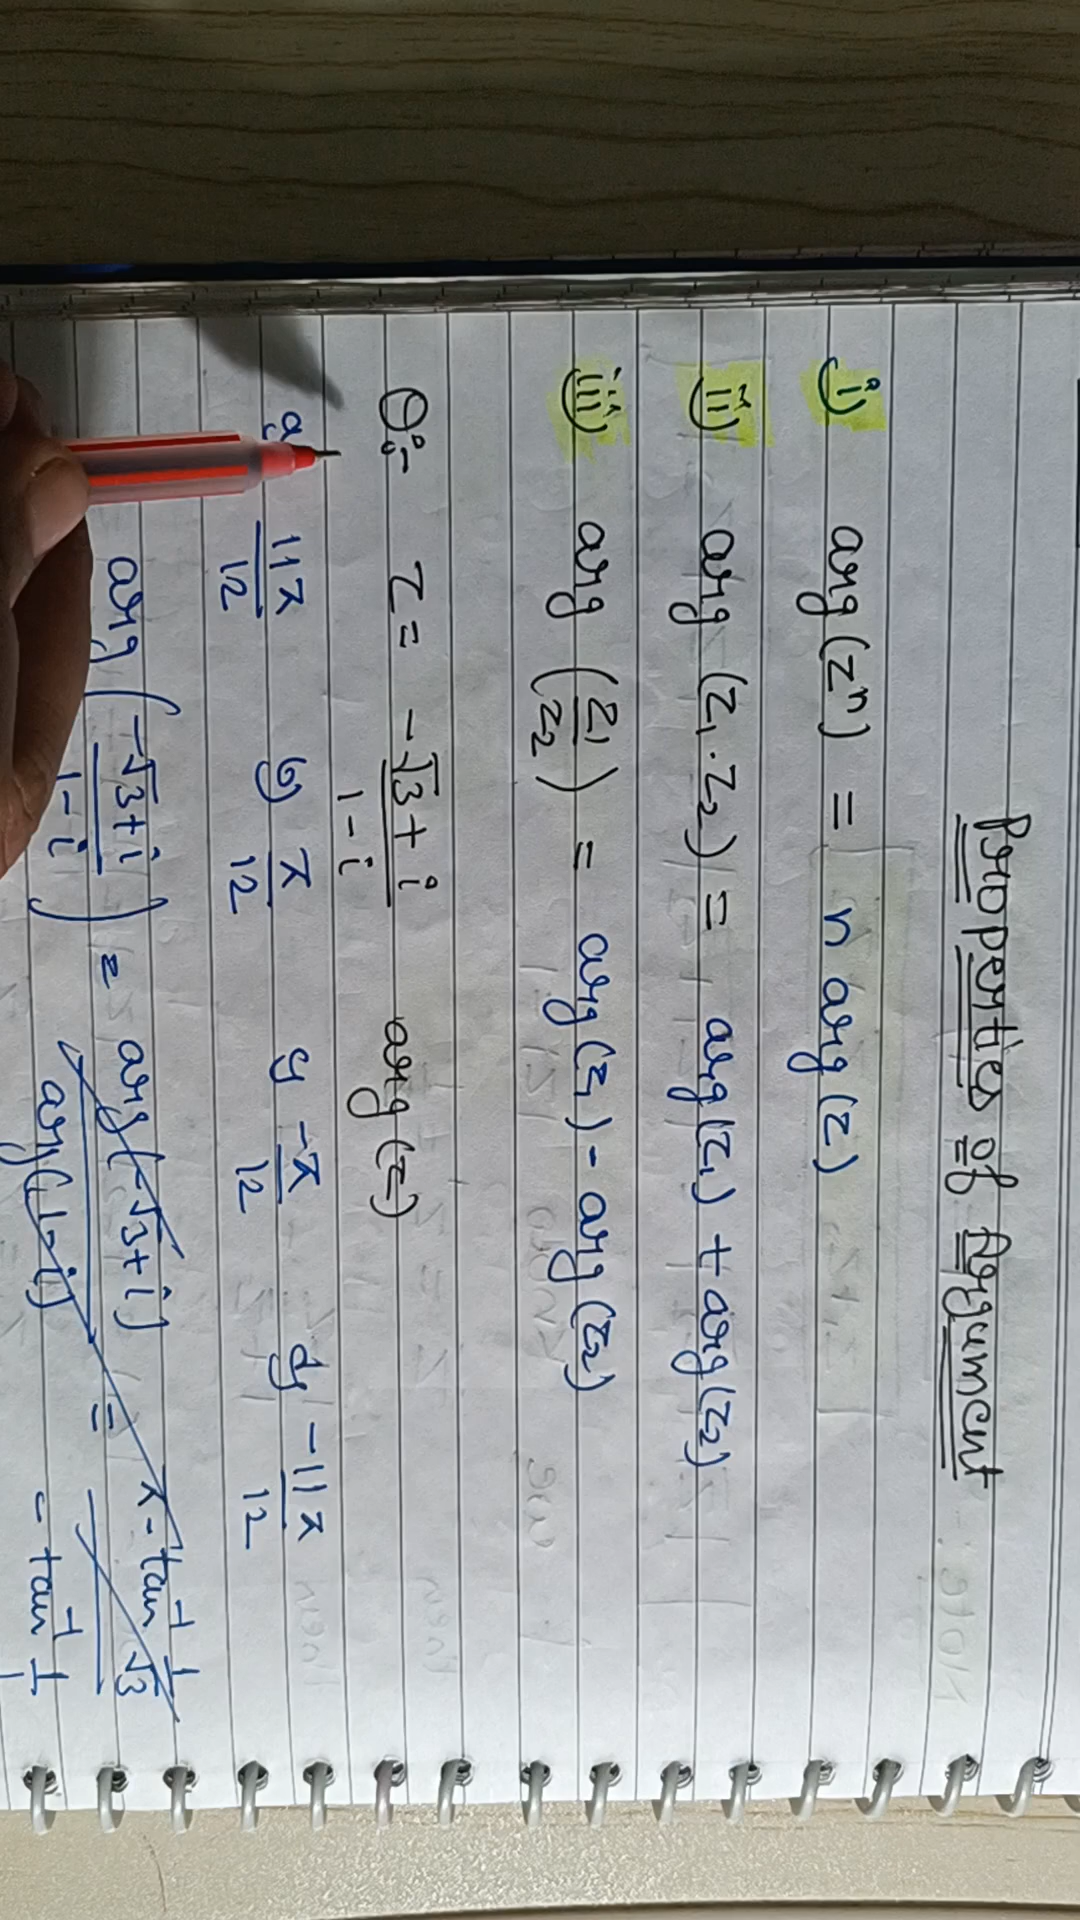 Properties of Argument
i) arg(zⁿ) = n arg(z)
ii) arg(z₁.z₂) = arg(z₁) + arg(z₂)
iii) arg(z₁/z₂) = arg(z₁) - arg(z₂)
Q:- z = (-√3+i)/(1-i) arg(z)
a 11π/12 b) π/12 c) -π/12 d) -11π/12
arg((-√3+i)/(1-i)) = arg(-√3+i)/arg(1-i) = π-tan⁻¹ 1/√3 / -tan⁻¹ 1/1